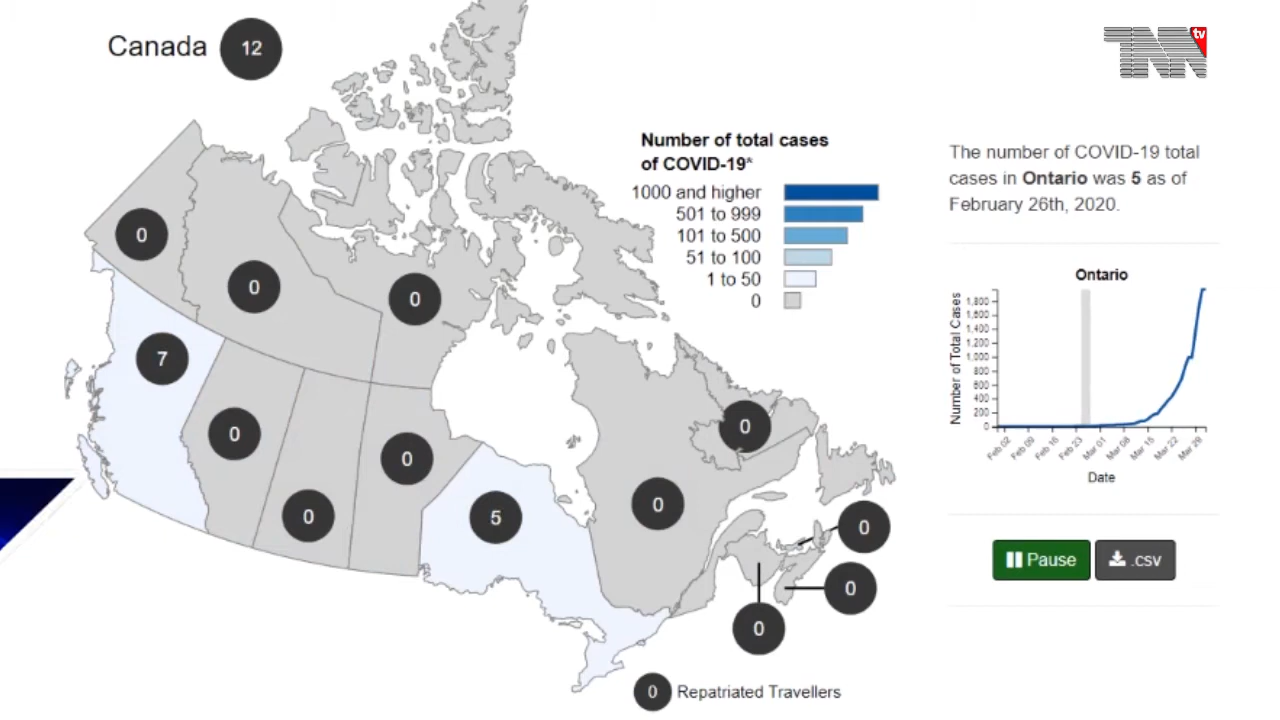 Canada 12
TNN tv
Number of total cases
of COVID-19*
1000 and higher
501 to 999
101 to 500
51 to 100
1 to 50
0
The number of COVID-19 total
cases in Ontario was 5 as of
February 26th, 2020.
0
0
0
7
0
0
0
5
0
0
0
0
0
0 Repatriated Travellers
Ontario
Number of Total Cases
1,800
1,600
1,400
1,200
1,000
800
600
400
200
0
Feb 02
Feb 09
Feb 16
Feb 23
Mar 01
Mar 08
Mar 15
Mar 22
Mar 29
Date
Pause
.csv